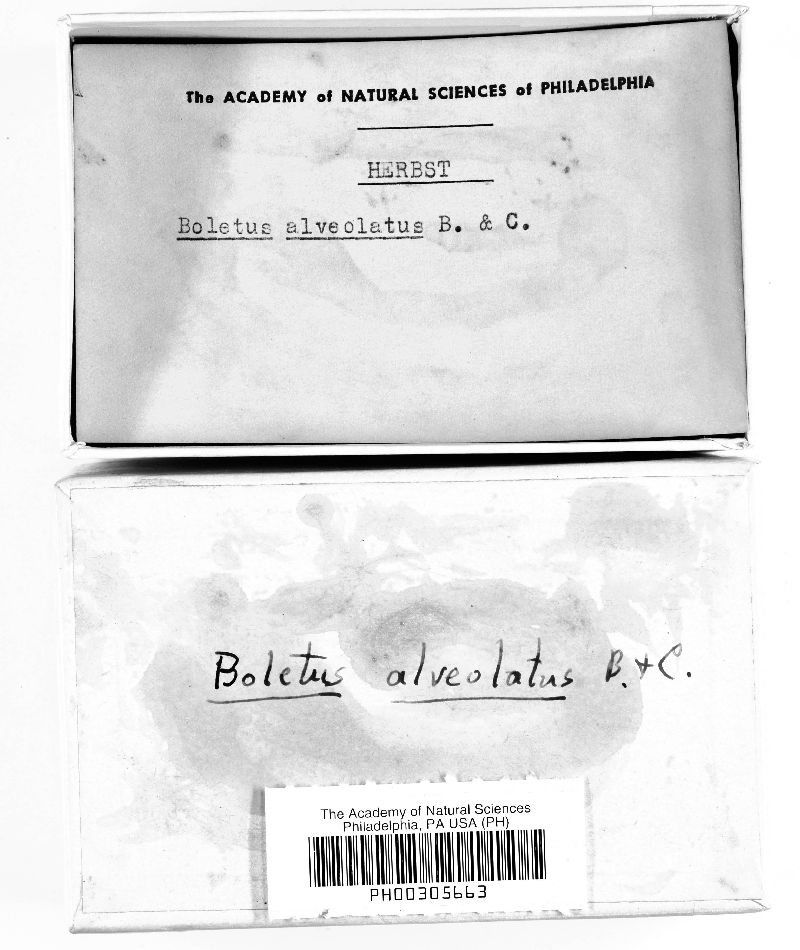 The ACADEMY of NATURAL SCIENCES of PHILADELPHIA
HERBST
Boletus alveolatus B. & C.
Boletus alveolatus B. + C.
The Academy of Natural Sciences
Philadelphia, PA USA (PH)
PH00305663